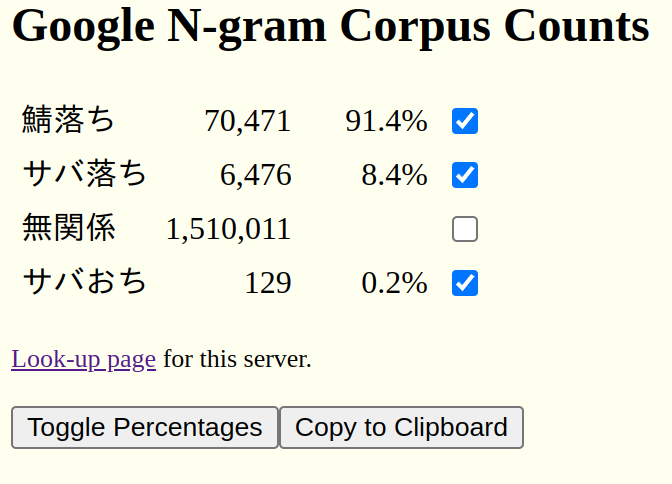 Google N-gram Corpus Counts
鯖落ち 70,471 91.4%
サバ落ち 6,476 8.4%
無関係 1,510,011
サバおち 129 0.2%
Look-up page for this server.
Toggle Percentages Copy to Clipboard